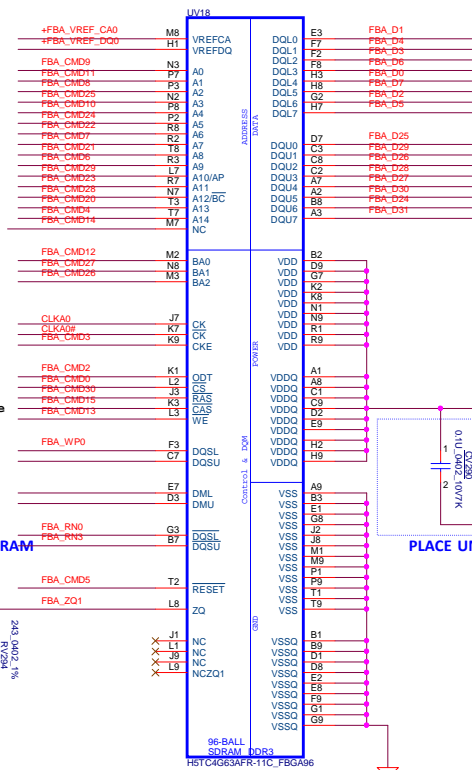 UV18
+FBA_VREF_CA0 M8 VREFCA
+FBA_VREF_DQ0 H1 VREFDQ
FBA_CMD9 N3 A0
FBA_CMD11 P7 A1
FBA_CMD8 P3 A2
FBA_CMD25 N2 A3
FBA_CMD10 P8 A4
FBA_CMD24 P2 A5
FBA_CMD22 R8 A6
FBA_CMD7 R2 A7
FBA_CMD21 T8 A8
FBA_CMD6 R3 A9
FBA_CMD29 L7 A10/AP
FBA_CMD23 R7 A11
FBA_CMD28 N7 A12/BC
FBA_CMD20 T3 A13
FBA_CMD4 T7 A14
FBA_CMD14 M7 NC
FBA_CMD12 M2 BA0
FBA_CMD27 N8 BA1
FBA_CMD26 M3 BA2
CLKA0 J7 CK
CLKA0# K7 CK
FBA_CMD3 K9 CKE
FBA_CMD2 K1 ODT
FBA_CMD0 L2 CS
FBA_CMD30 J3 RAS
FBA_CMD15 K3 CAS
FBA_CMD13 L3 WE
e
FBA_WP0 F3 DQSL
C7 DQSU
E7 DML
D3 DMU
FBA_RN0 G3 DQSL
FBA_RN3 B7 DQSU
RAM
FBA_CMD5 T2 RESET
FBA_ZQ1 L8 ZQ
243_0402_1%
RV294
J1 NC
L1 NC
J9 NC
L9 NCZQ1
ADDRESS
DATA
POWER
Control & DQM
GND
DQL0 E3 FBA_D1
DQL1 F7 FBA_D4
DQL2 F2 FBA_D3
DQL3 F8 FBA_D6
DQL4 H3 FBA_D0
DQL5 H8 FBA_D7
DQL6 G2 FBA_D2
DQL7 H7 FBA_D5
DQU0 D7 FBA_D25
DQU1 C3 FBA_D29
DQU2 C8 FBA_D26
DQU3 C2 FBA_D28
DQU4 A7 FBA_D27
DQU5 A2 FBA_D30
DQU6 B8 FBA_D24
DQU7 A3 FBA_D31
VDD B2
VDD D9
VDD G7
VDD K2
VDD K8
VDD N1
VDD N9
VDD R1
VDD R9
VDDQ A1
VDDQ A8
VDDQ C1
VDDQ C9
VDDQ D2
VDDQ E9
VDDQ
VDDQ H2
VDDQ H9
VSS A9
VSS B3
VSS E1
VSS G8
VSS J2
VSS J8
VSS M1
VSS M9
VSS P1
VSS P9
VSS T1
VSS T9
VSSQ B1
VSSQ B9
VSSQ D1
VSSQ D8
VSSQ E2
VSSQ E8
VSSQ F9
VSSQ G1
VSSQ G9
1
2
0.1U_0402_10V7K
CV290
PLACE UN
96-BALL
SDRAM DDR3
H5TC4G63AFR-11C_FBGA96